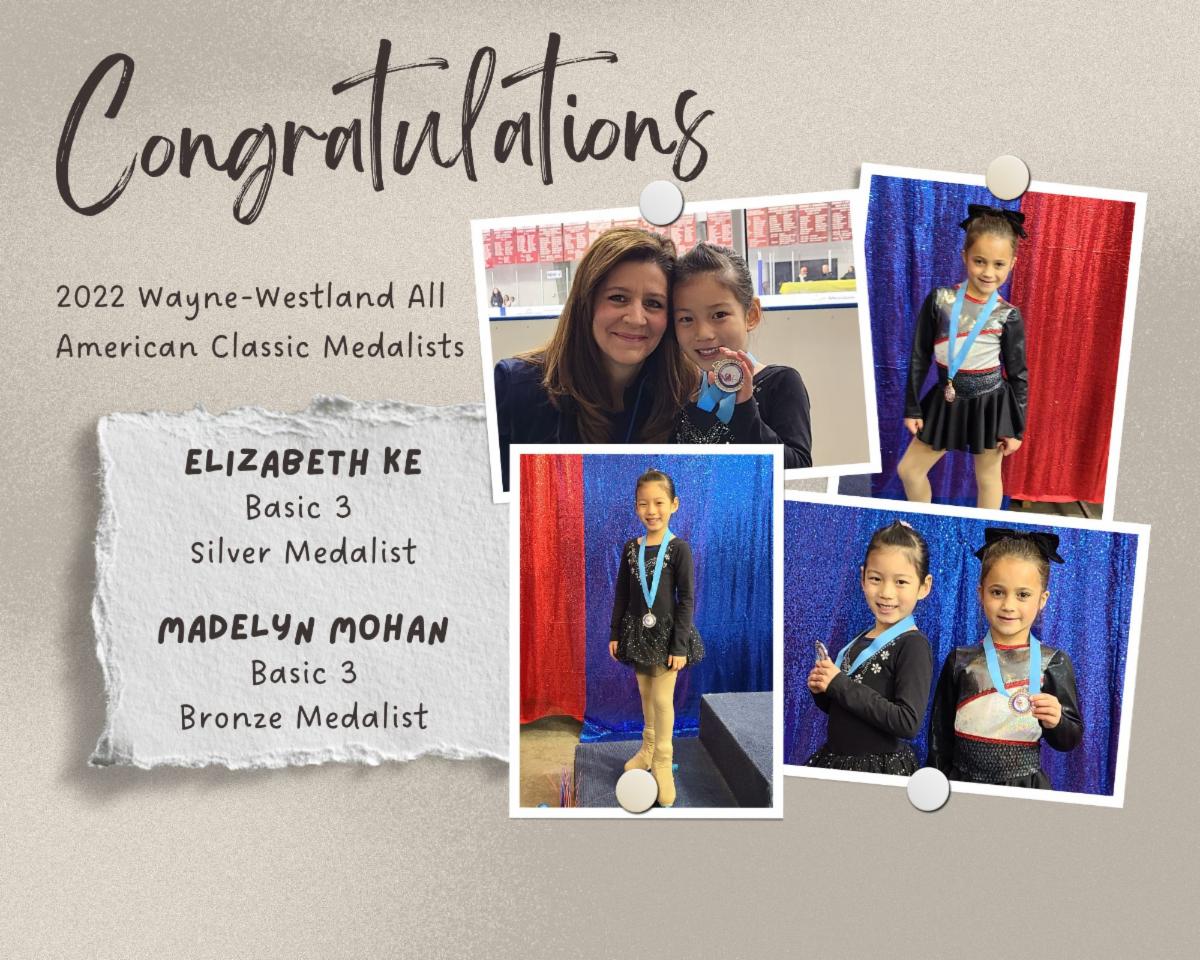 Congratulations
2022 Wayne-Westland All
American Classic Medalists
ELIZABETH KE
Basic 3
Silver Medalist
MADELYN MOHAN
Basic 3
Bronze Medalist